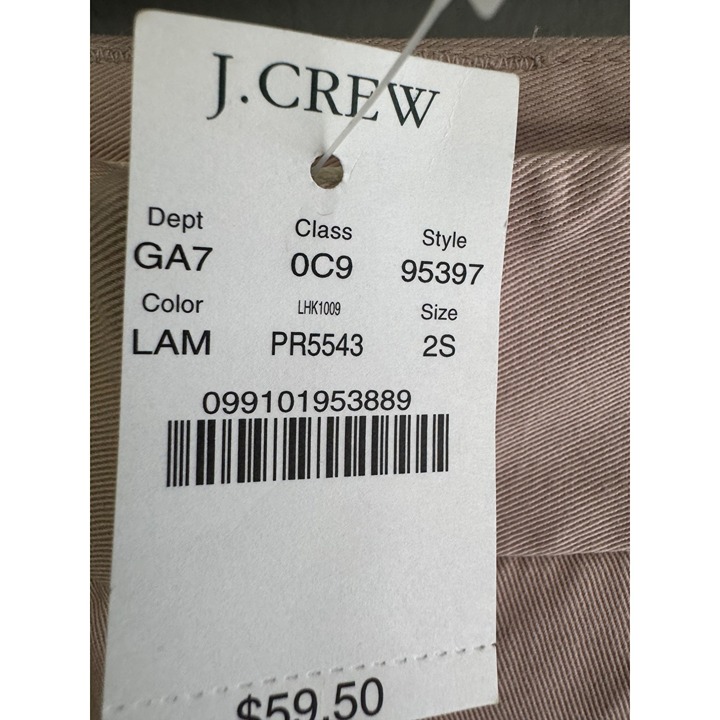 J.CREW
Dept Class Style
GA7 0C9 95397
Color LHK1009 Size
LAM PR5543 2S
099101953889
$59.50